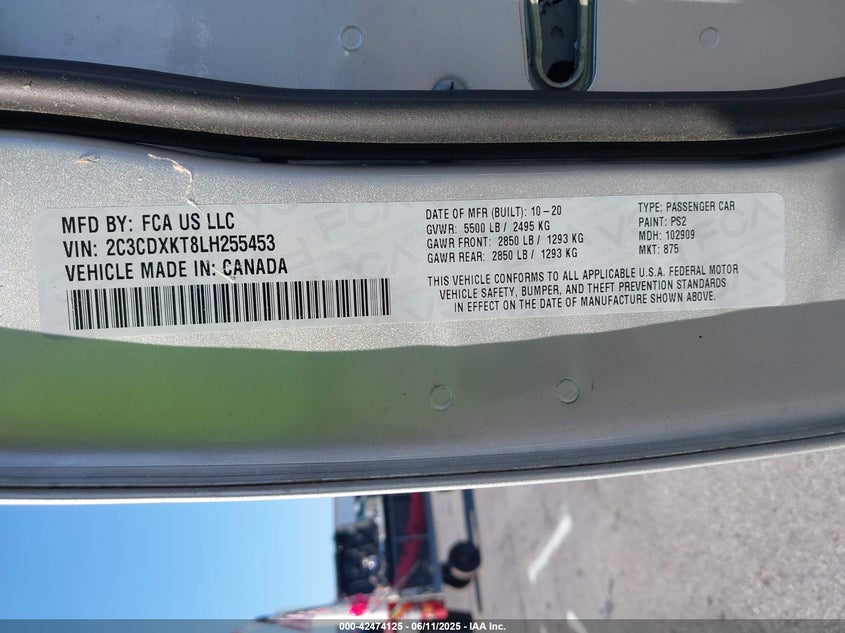 MFD BY: FCA US LLC
VIN: 2C3CDXKT8LH255453
VEHICLE MADE IN: CANADA
DATE OF MFR (BUILT): 10-20
GVWR: 5500 LB / 2495 KG
GAWR FRONT: 2850 LB / 1293 KG
GAWR REAR: 2850 LB / 1293 KG
TYPE: PASSENGER CAR
PAINT: PS2
MDH: 102909
MKT: 875
THIS VEHICLE CONFORMS TO ALL APPLICABLE U.S.A. FEDERAL MOTOR
VEHICLE SAFETY, BUMPER, AND THEFT PREVENTION STANDARDS
IN EFFECT ON THE DATE OF MANUFACTURE SHOWN ABOVE.
000-42474125 - 06/11/2025 - IAA Inc.